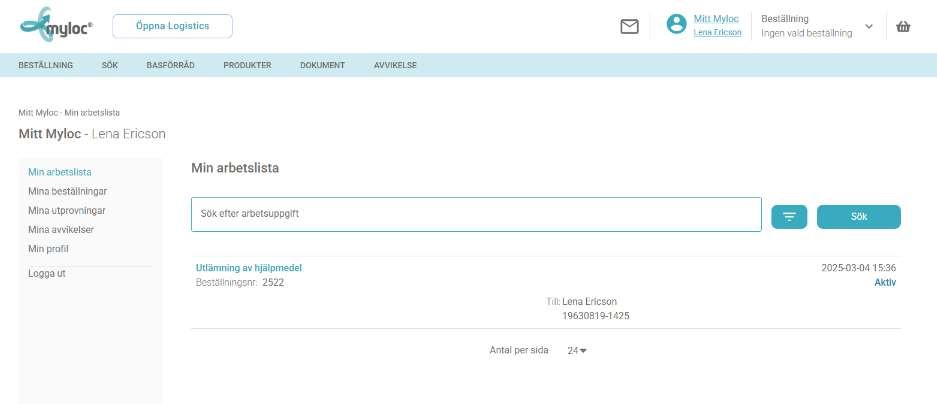 myloc®
Öppna Logistics
Mitt Myloc
Lena Ericson
Beställning
Ingen vald beställning
BESTÄLLNING SÖK BASFÖRRÅD PRODUKTER DOKUMENT AVVIKELSE
Mitt Myloc - Min arbetslista
Mitt Myloc - Lena Ericson
Min arbetslista
Mina beställningar
Mina utprovningar
Mina avvikelser
Min profil
Logga ut
Min arbetslista
Sök efter arbetsuppgift
Sök
Utlämning av hjälpmedel 2025-03-04 15:36
Beställningsnr: 2522 Aktiv
Till: Lena Ericson
19630819-1425
Antal per sida 24